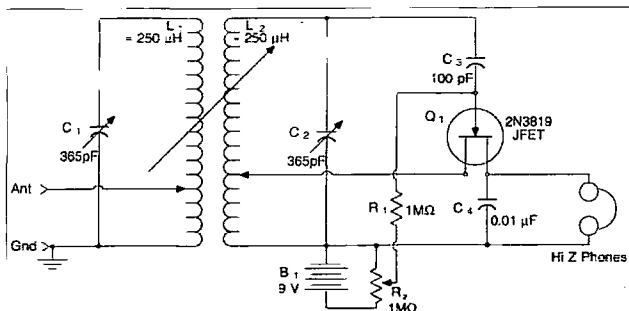 L1
= 250 µH
L2
= 250 µH
C3
100 pF
Q1
2N3819
JFET
C1
365pF
C2
365pF
Ant
R1
1MΩ
C4
0.01 µF
Gnd
Hi Z Phones
B1
9 V
R2
1MΩ